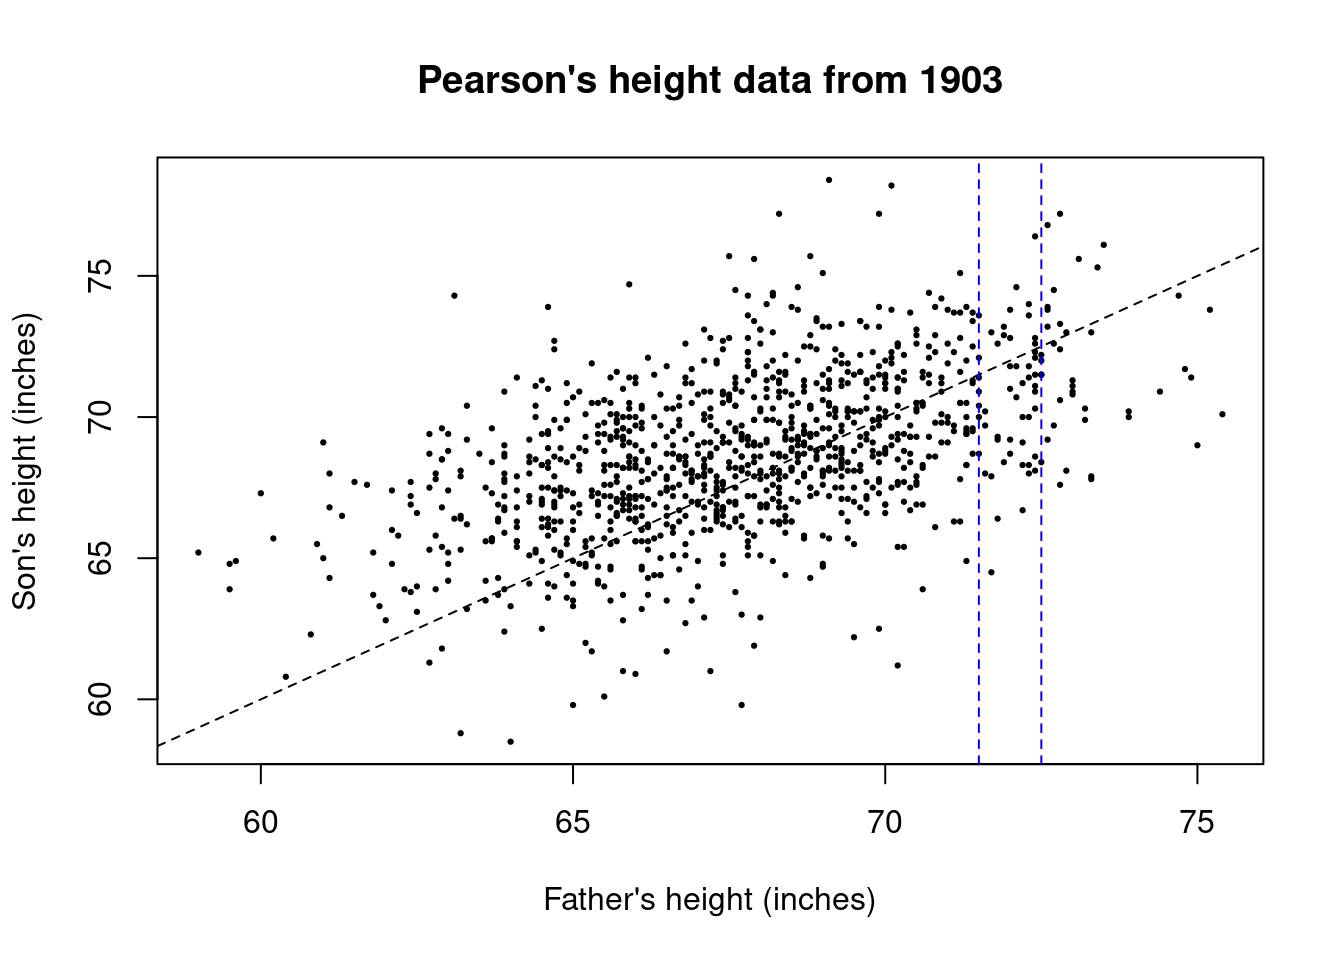 Pearson's height data from 1903
Son's height (inches)
75
70
65
60
60 65 70 75
Father's height (inches)